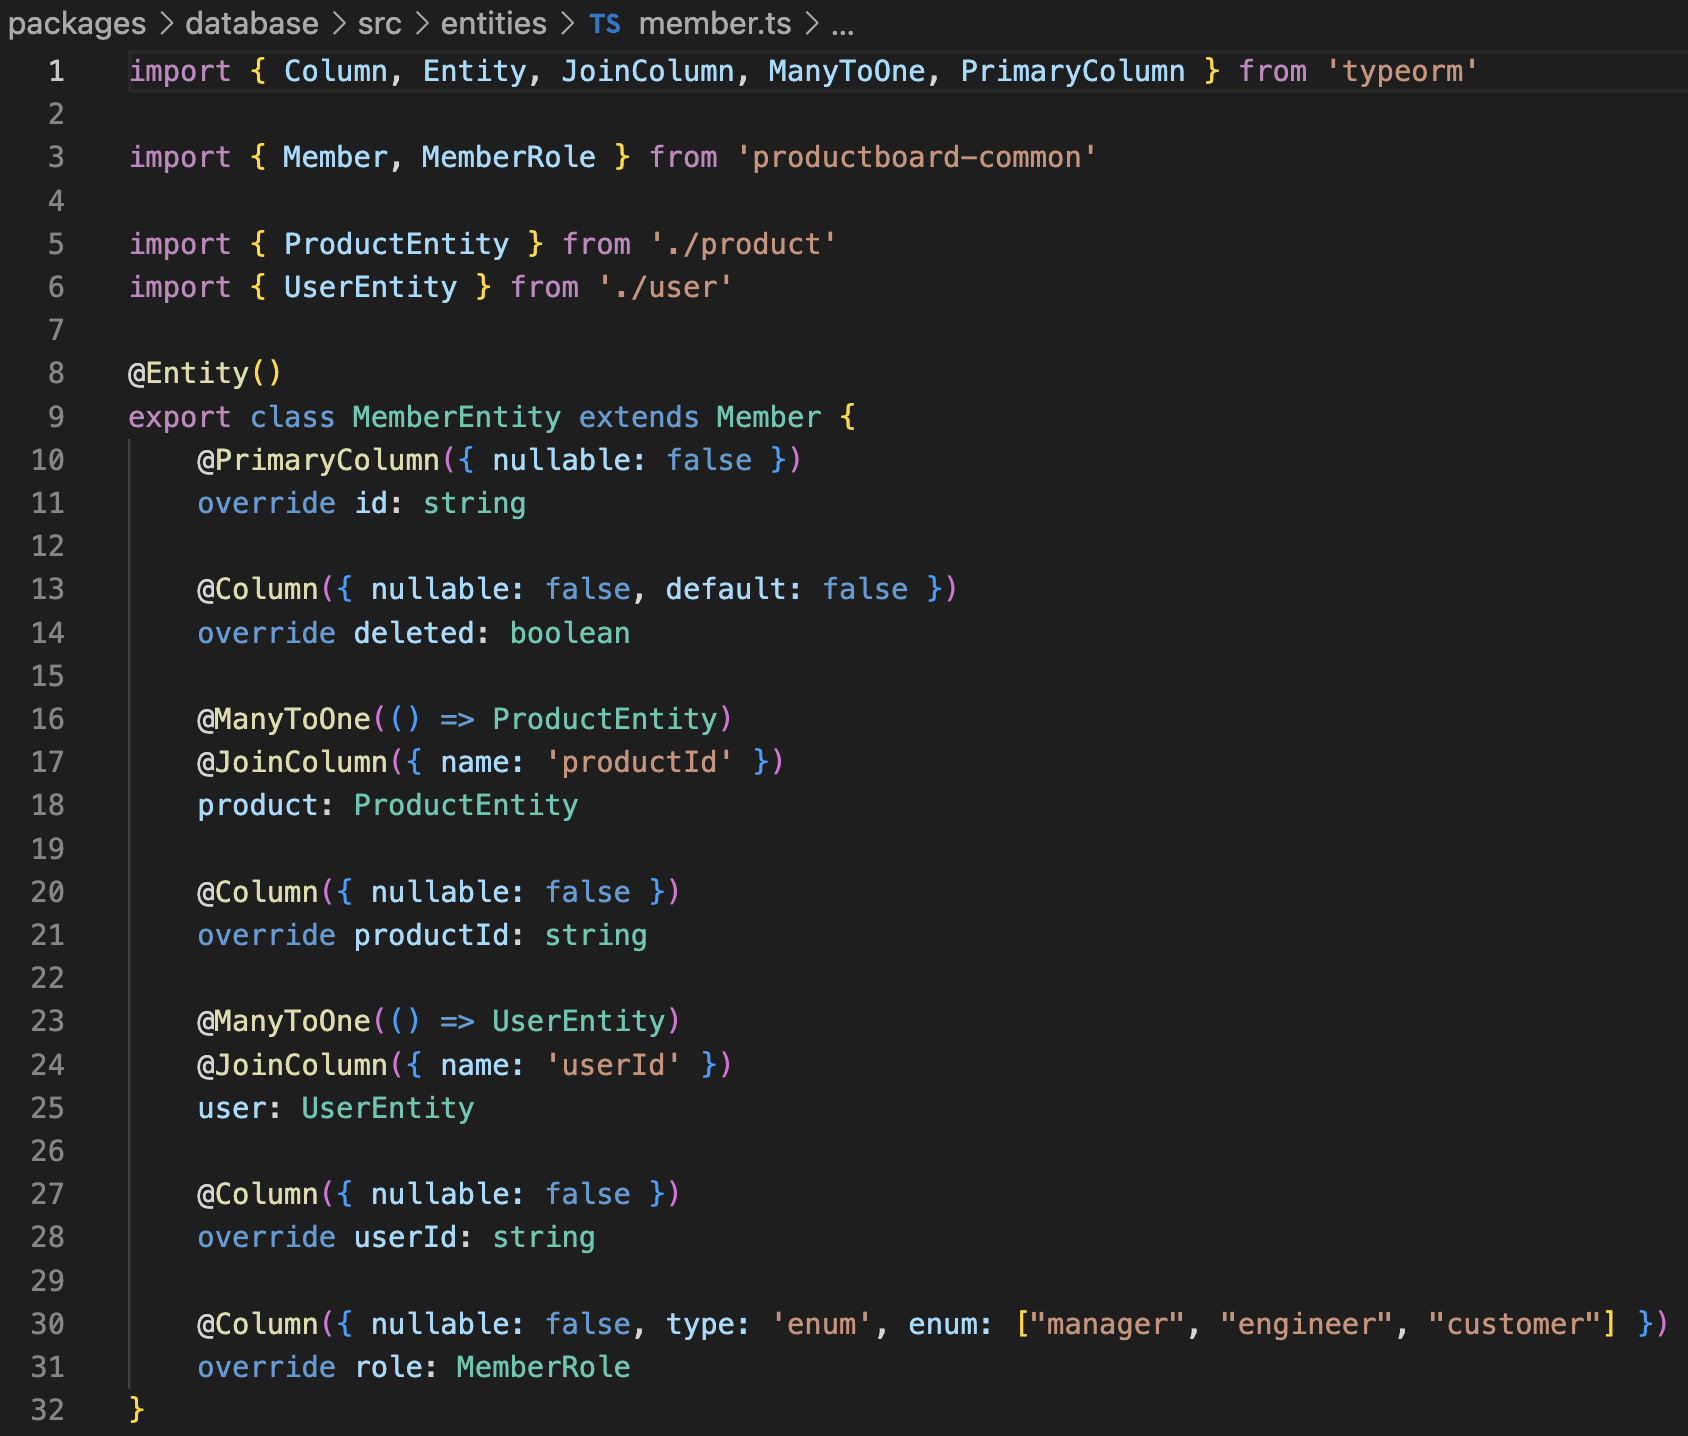 packages > database > src > entities > TS member.ts > ...
1 import { Column, Entity, JoinColumn, ManyToOne, PrimaryColumn } from 'typeorm'
2
3 import { Member, MemberRole } from 'productboard-common'
4
5 import { ProductEntity } from './product'
6 import { UserEntity } from './user'
7
8 @Entity()
9 export class MemberEntity extends Member {
10     @PrimaryColumn({ nullable: false })
11     override id: string
12
13     @Column({ nullable: false, default: false })
14     override deleted: boolean
15
16     @ManyToOne(() => ProductEntity)
17     @JoinColumn({ name: 'productId' })
18     product: ProductEntity
19
20     @Column({ nullable: false })
21     override productId: string
22
23     @ManyToOne(() => UserEntity)
24     @JoinColumn({ name: 'userId' })
25     user: UserEntity
26
27     @Column({ nullable: false })
28     override userId: string
29
30     @Column({ nullable: false, type: 'enum', enum: ["manager", "engineer", "customer"] })
31     override role: MemberRole
32 }